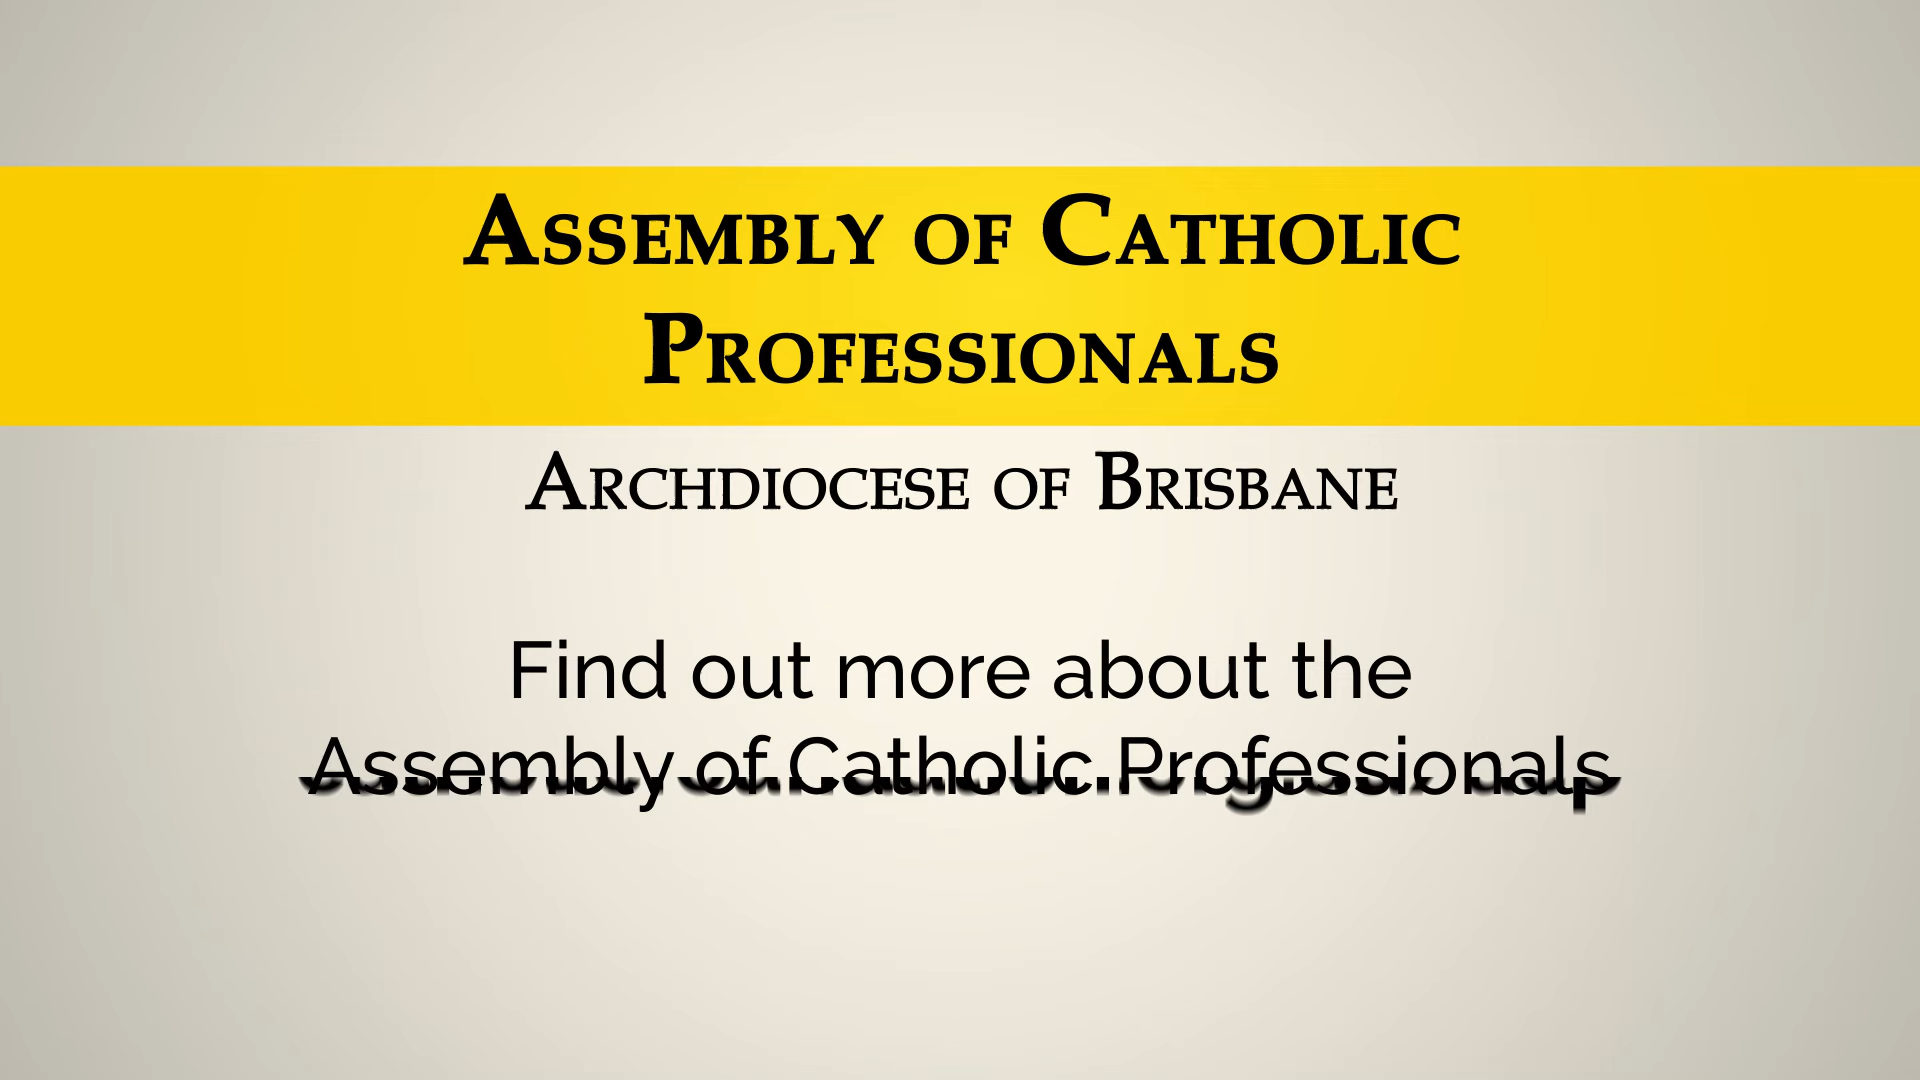 Assembly of Catholic
Professionals
Archdiocese of Brisbane
Find out more about the
Assembly of Catholic Professionals